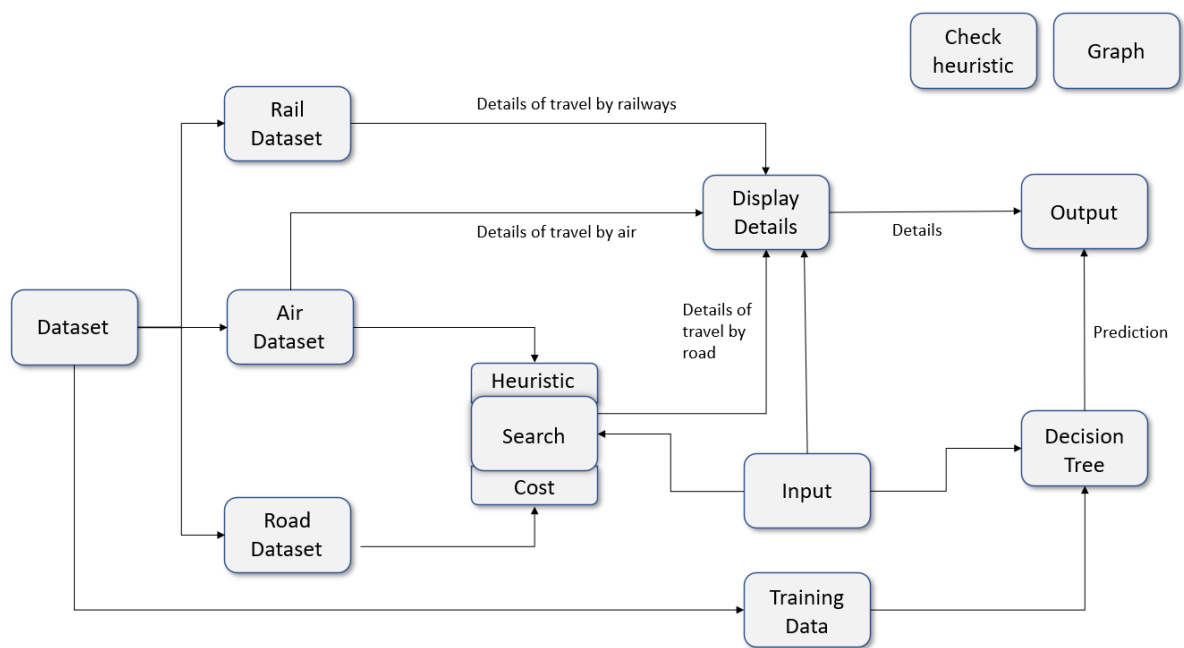 Check
heuristic
Graph
Rail
Dataset
Details of travel by railways
Display
Details
Output
Details of travel by air
Details
Dataset
Air
Dataset
Details of
travel by
road
Prediction
Heuristic
Search
Cost
Decision
Tree
Input
Road
Dataset
Training
Data